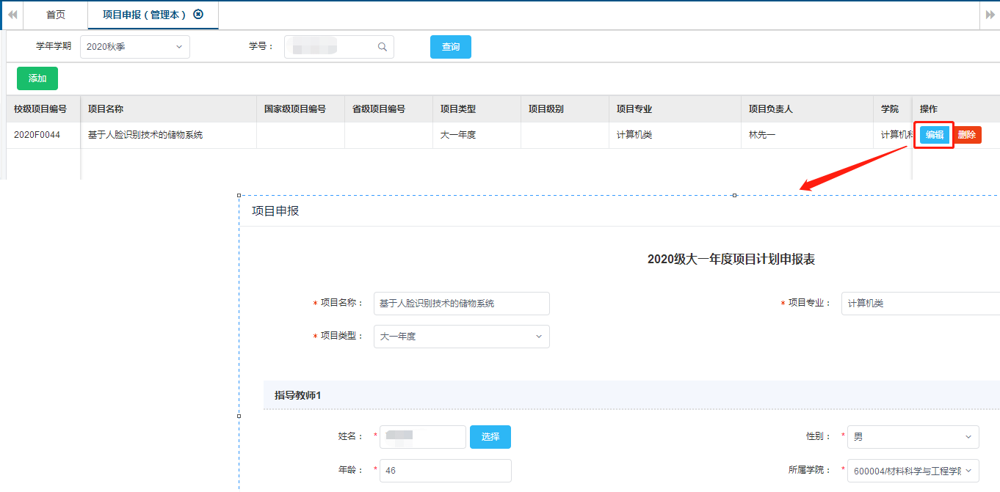 首页 项目申报（管理本）
学年学期 2020秋季 学号： 查询
添加
校级项目编号 项目名称 国家级项目编号 省级项目编号 项目类型 项目级别 项目专业 项目负责人 学院 操作
2020F0044 基于人脸识别技术的储物系统 大一年度 计算机类 林先一 计算机科 编辑 删除
项目申报
2020级大一年度项目计划申报表
* 项目名称： 基于人脸识别技术的储物系统 * 项目专业： 计算机类
* 项目类型： 大一年度
指导教师1
姓名： * 选择 性别： * 男
年龄： * 46 所属学院： * 600004/材料科学与工程学院